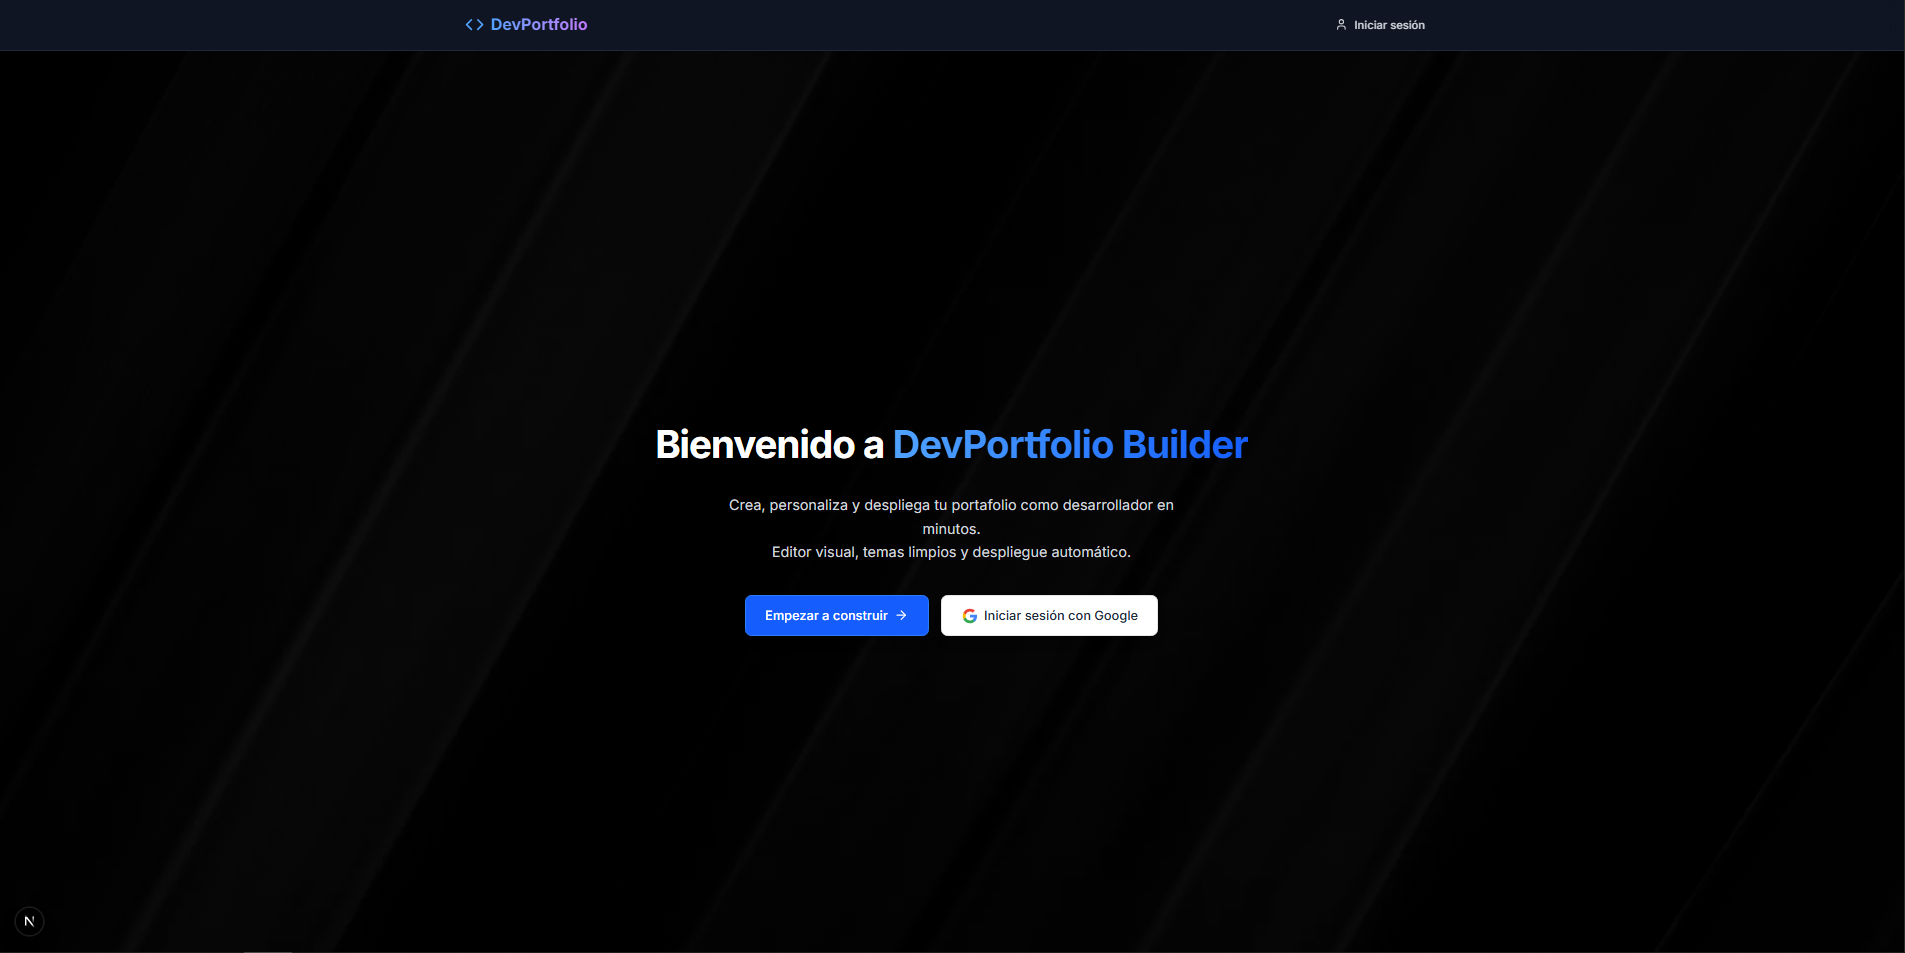 DevPortfolio
Iniciar sesión
Bienvenido a DevPortfolio Builder
Crea, personaliza y despliega tu portafolio como desarrollador en
minutos.
Editor visual, temas limpios y despliegue automático.
Empezar a construir
Iniciar sesión con Google
N